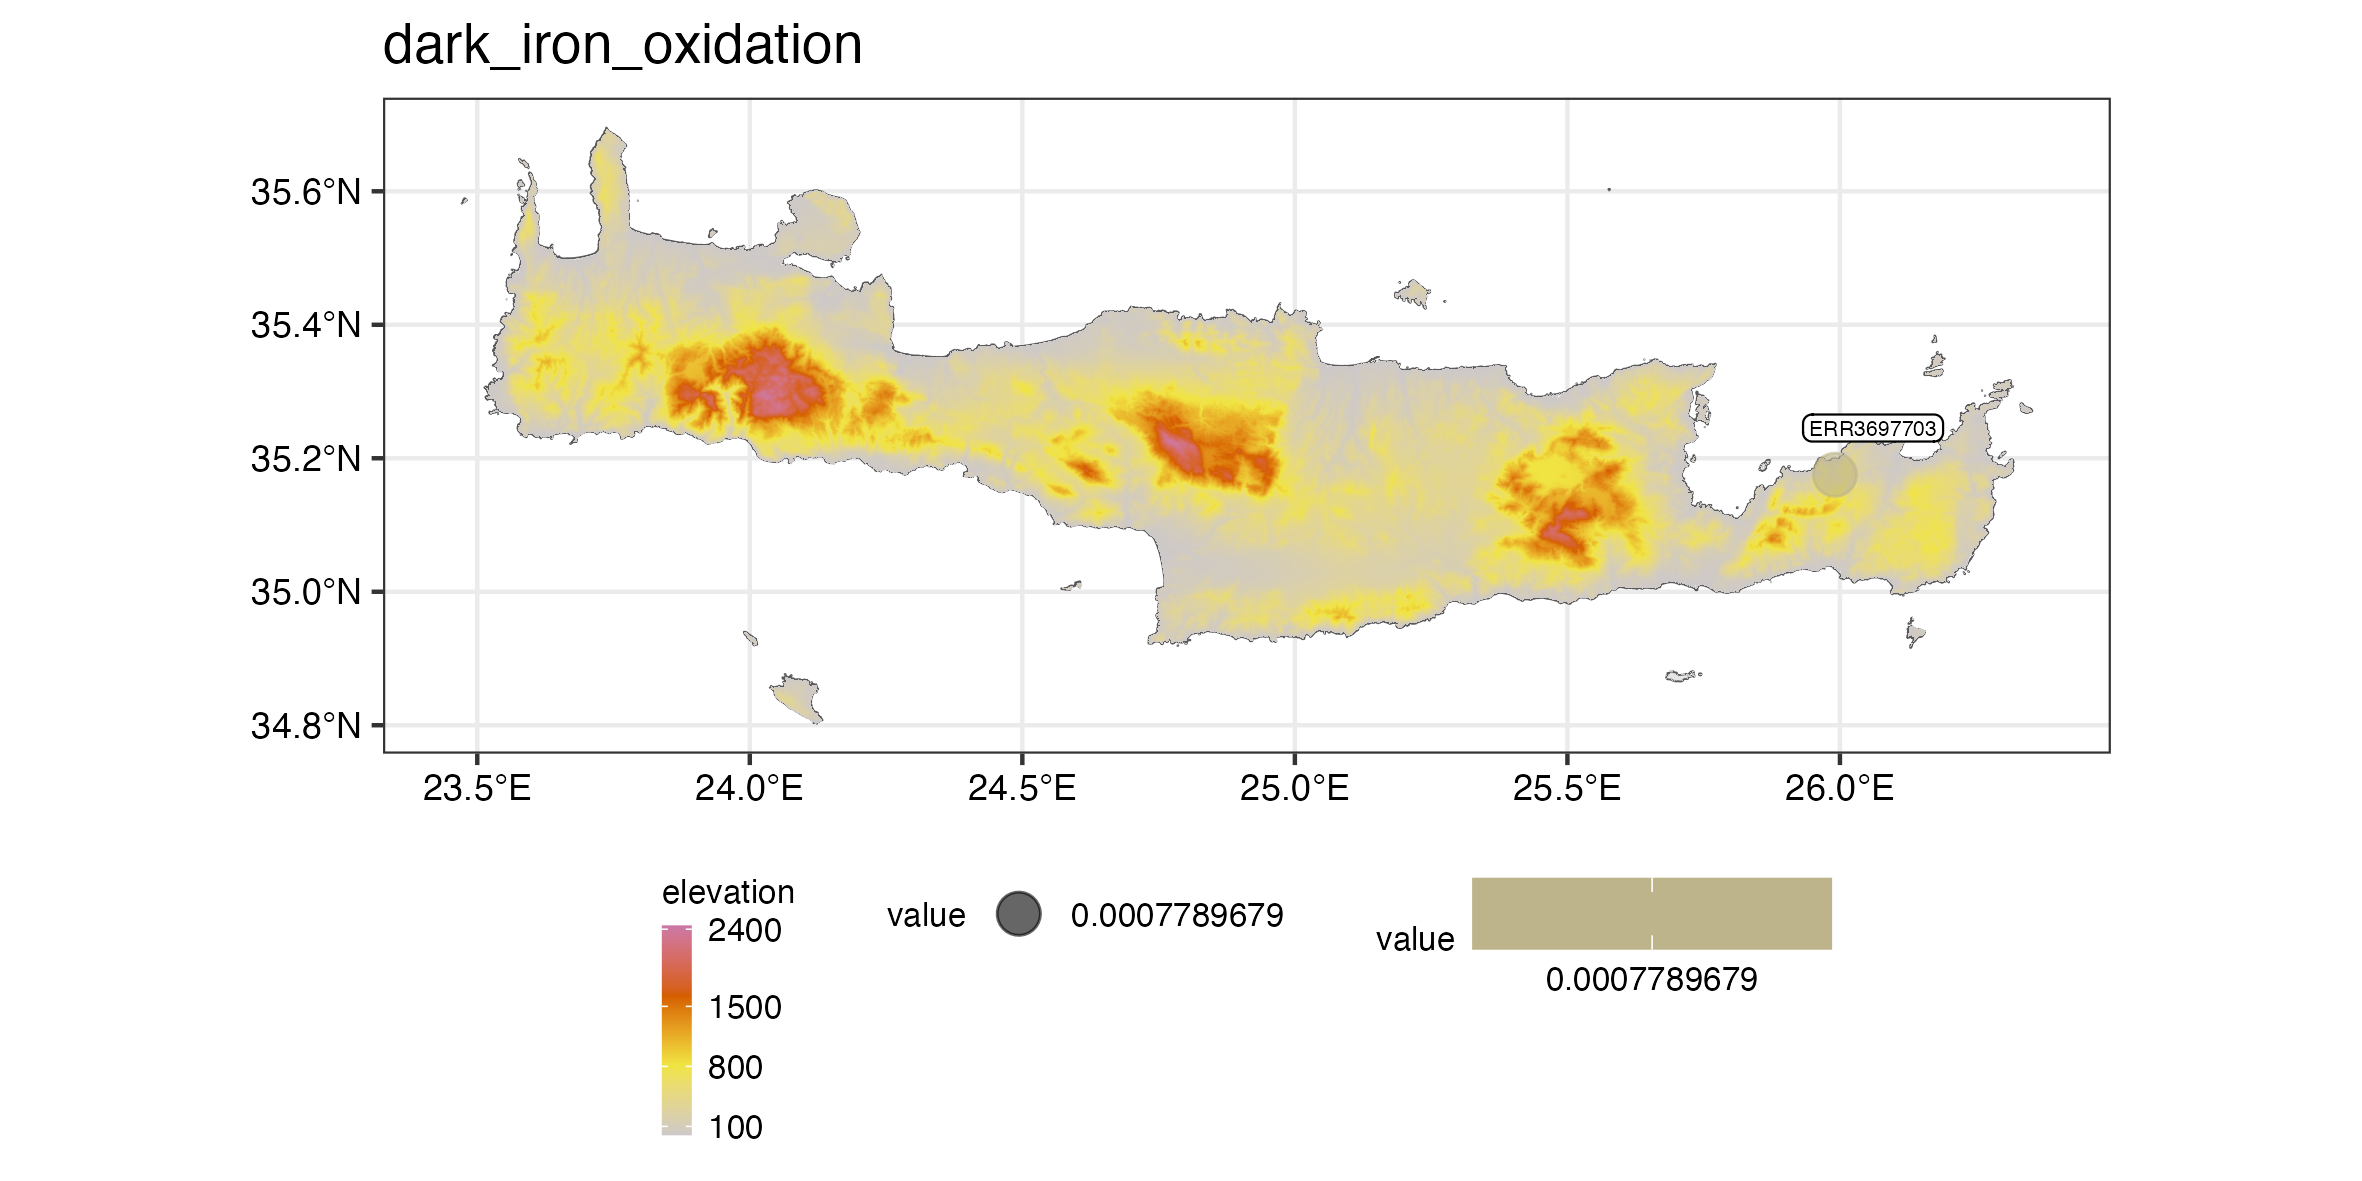 dark_iron_oxidation
35.6°N
35.4°N
35.2°N
35.0°N
34.8°N
ERR3697703
23.5°E 24.0°E 24.5°E 25.0°E 25.5°E 26.0°E
elevation
2400
1500
800
100
value 0.0007789679
value
0.0007789679